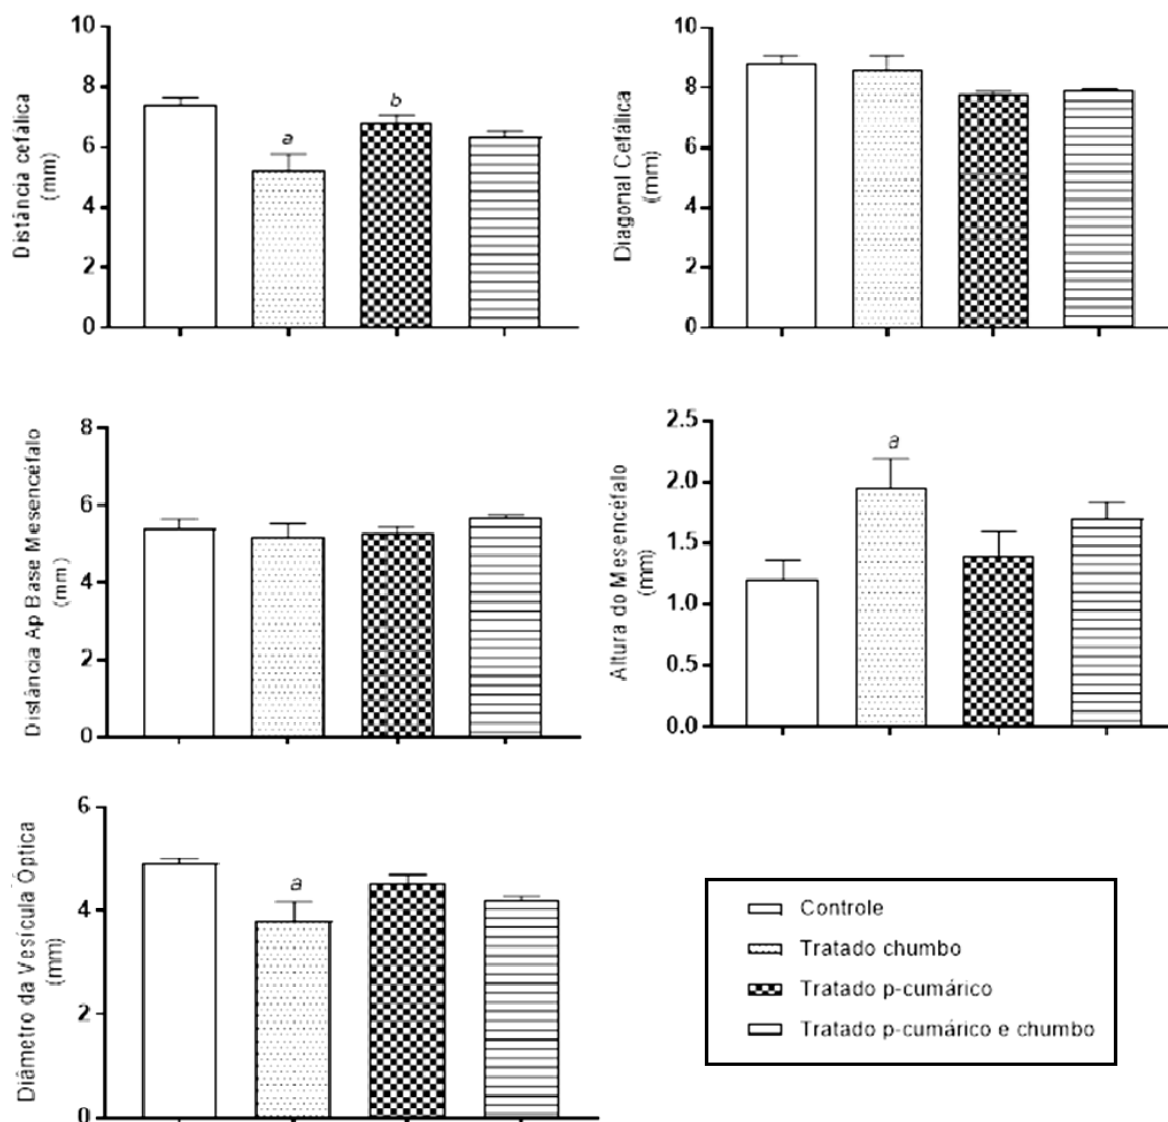 Distância cefálica
(mm)
10
8
6
4
2
0
a
b
Diagonal Cefálica
(mm)
10
8
6
4
2
0
Distância Ap Base Mesencéfalo
(mm)
8
6
4
2
0
Altura do Mesencéfalo
(mm)
2.5
2.0
1.5
1.0
0.5
0.0
a
Diâmetro da Vesícula Óptica
(mm)
6
4
2
0
a
Controle
Tratado chumbo
Tratado p-cumárico
Tratado p-cumárico e chumbo